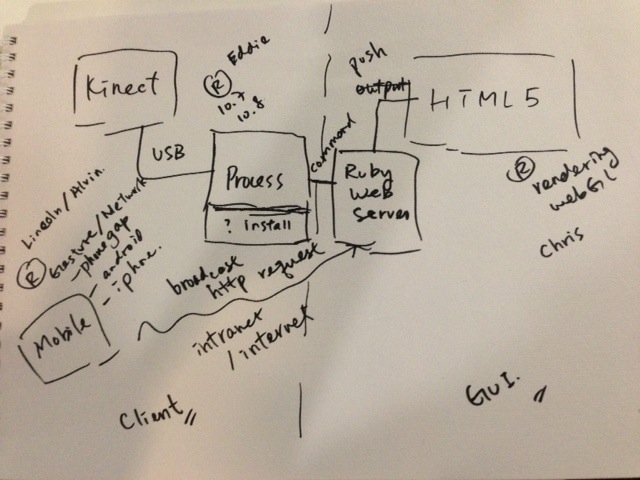 Kinect
USB
Eddie
R
10.7
10.8
Process
? install
command
push
output
HTML5
Ruby
Web
Server
R
rendering
webGL
Chris
Lincoln/Alvin.
R
Gesture/Network
- phonegap
- android
- iphone.
Mobile
broadcast
http request
intranet
/internet
Client
GUI.